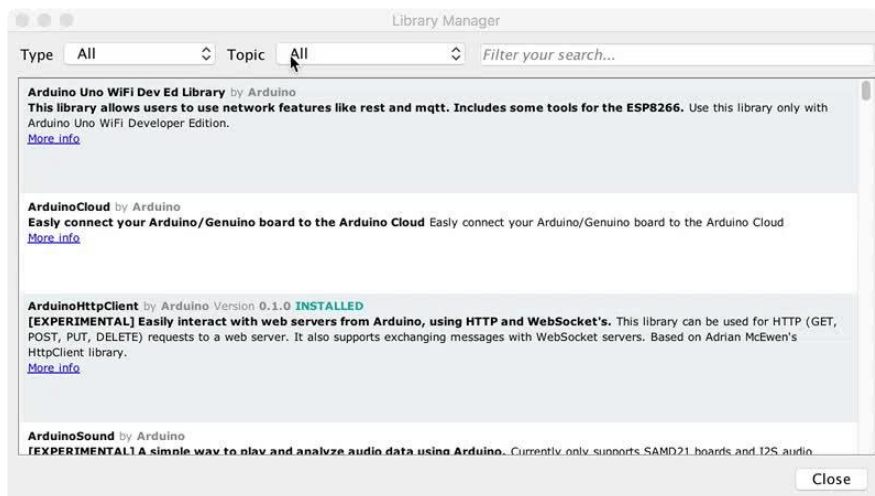 Library Manager
Type All Topic All Filter your search...
Arduino Uno WiFi Dev Ed Library by Arduino
This library allows users to use network features like rest and mqtt. Includes some tools for the ESP8266. Use this library only with
Arduino Uno WiFi Developer Edition.
More info
ArduinoCloud by Arduino
Easly connect your Arduino/Genuino board to the Arduino Cloud Easly connect your Arduino/Genuino board to the Arduino Cloud
More info
ArduinoHttpClient by Arduino Version 0.1.0 INSTALLED
[EXPERIMENTAL] Easily interact with web servers from Arduino, using HTTP and WebSocket's. This library can be used for HTTP (GET,
POST, PUT, DELETE) requests to a web server. It also supports exchanging messages with WebSocket servers. Based on Adrian McEwen's
HttpClient library.
More info
ArduinoSound by Arduino
[EXPERIMENTAL] A simple way to play and analyze audio data using Arduino. Currently only supports SAMD21 boards and I2S audio
Close